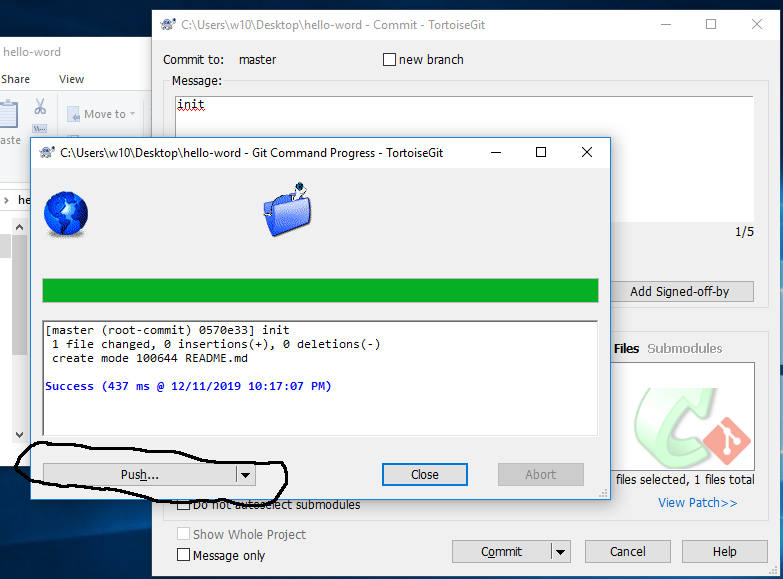 C:\Users\w10\Desktop\hello-word - Commit - TortoiseGit
hello-word
Commit to: master new branch
Share View
Message:
init
Move to
aste
C:\Users\w10\Desktop\hello-word - Git Command Progress - TortoiseGit
he
1/5
Add Signed-off-by
[master (root-commit) 0570e33] init
1 file changed, 0 insertions(+), 0 deletions(-)
create mode 100644 README.md
Success (437 ms @ 12/11/2019 10:17:07 PM)
Files Submodules
Push... Close Abort
files selected, 1 files total
Do not autoselect submodules
View Patch>>
Show Whole Project
Message only
Commit Cancel Help